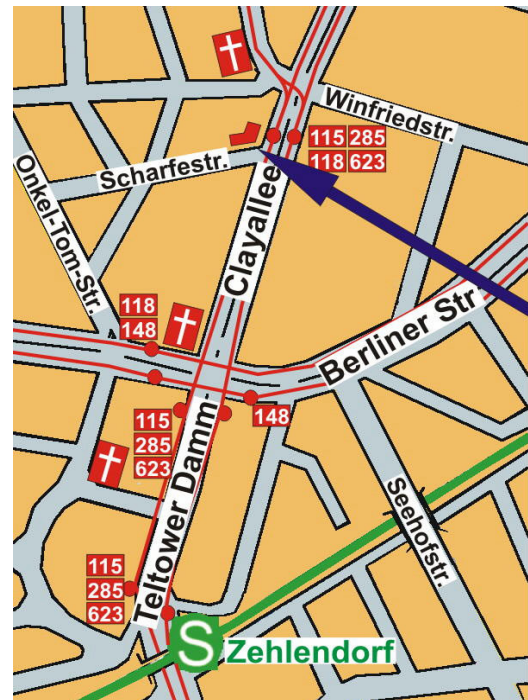 Winfriedstr.
115 285
118 623
Scharfestr.
Clayallee
Onkel-Tom-Str.
118
148
Berliner Str.
148
115
285
623
Teltower Damm
Seehofstr.
115
285
623
S Zehlendorf